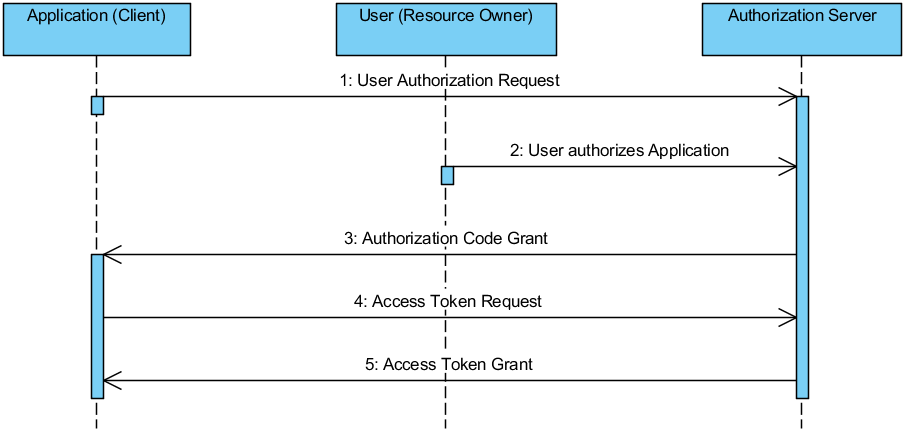 Application (Client)
User (Resource Owner)
Authorization Server
1: User Authorization Request
2: User authorizes Application
3: Authorization Code Grant
4: Access Token Request
5: Access Token Grant